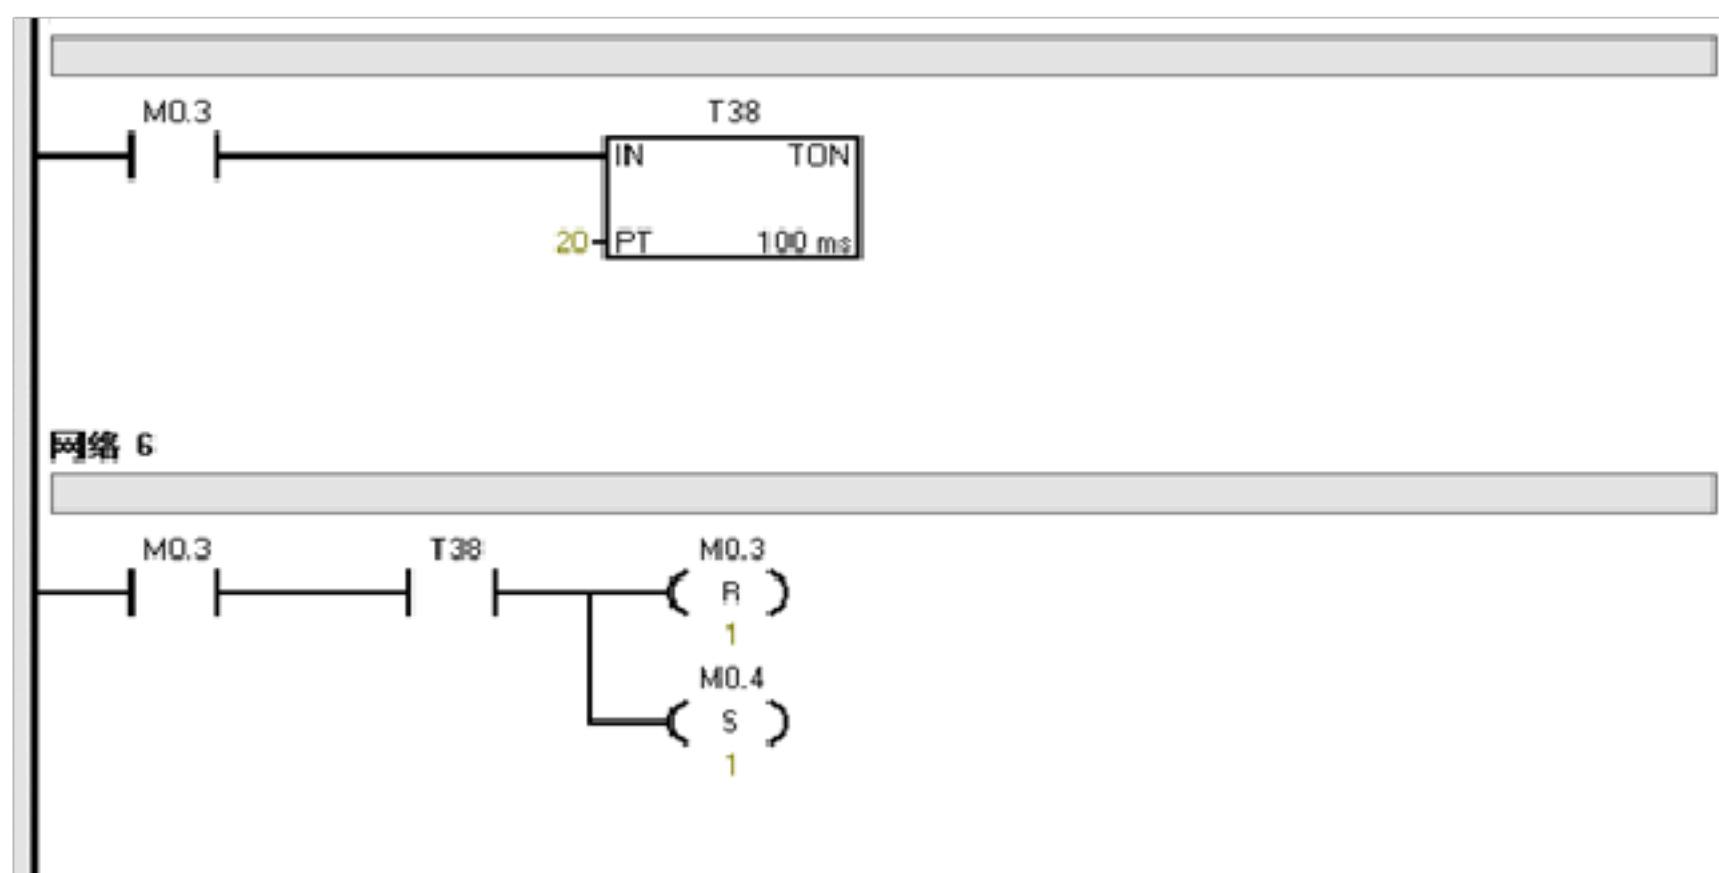 M0.3 T38
IN TON
20 PT 100 ms
网络 6
M0.3 T38 M0.3
R
1
M0.4
S
1